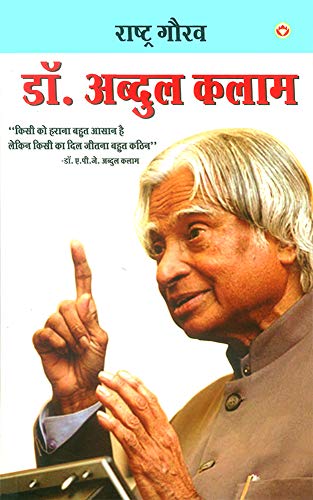 राष्ट्र गौरव
डॉ. अब्दुल कलाम
‘‘किसी को हराना बहुत आसान है
लेकिन किसी का दिल जीतना बहुत कठिन’’
-डॉ. ए.पी.जे. अब्दुल कलाम